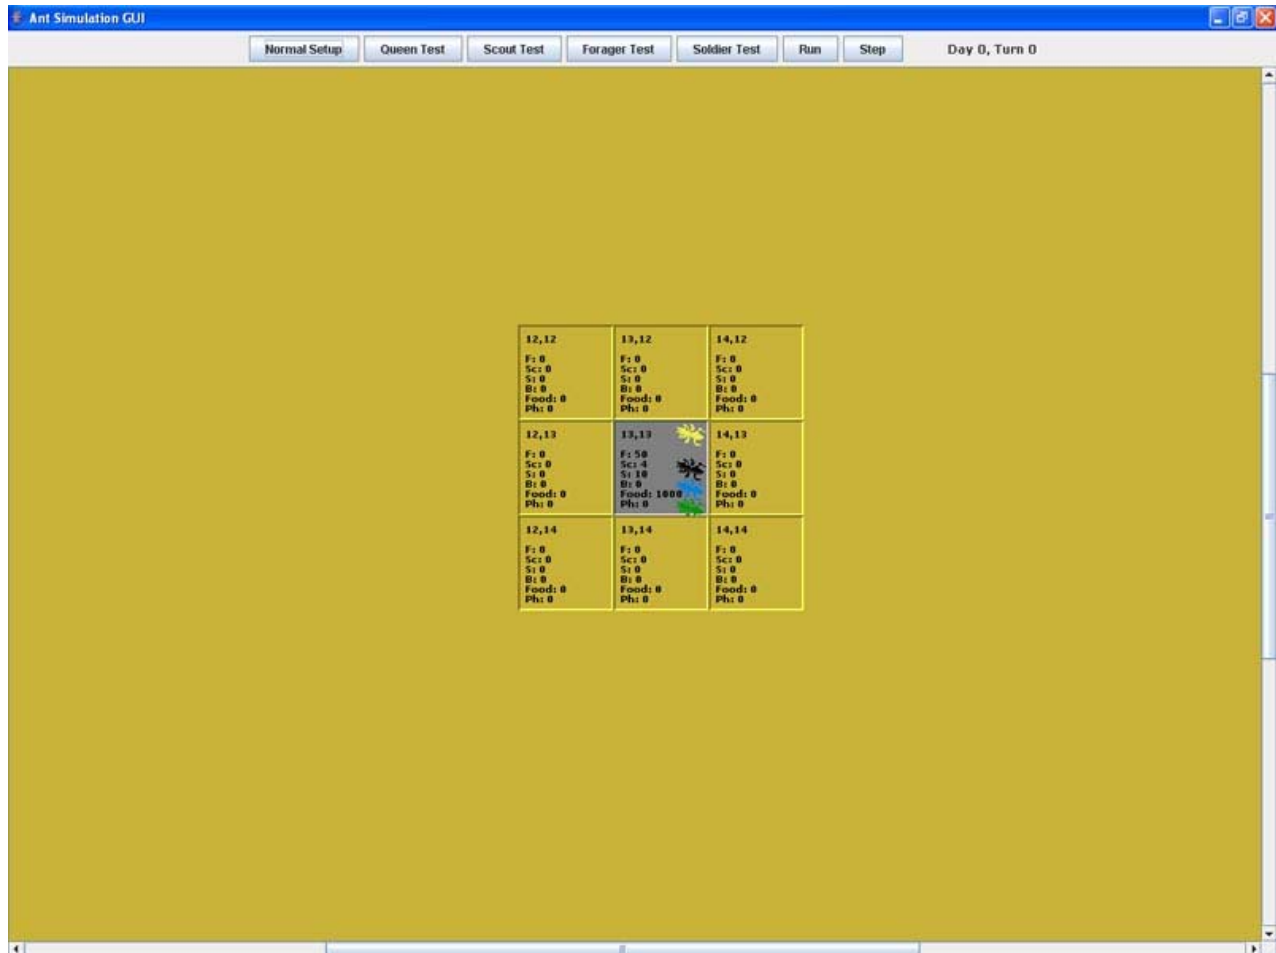 Ant Simulation GUI
Normal Setup Queen Test Scout Test Forager Test Soldier Test Run Step Day 0, Turn 0
12,12
F: 0
Sc: 0
S: 0
B: 0
Food: 0
Ph: 0
13,12
F: 0
Sc: 0
S: 0
B: 0
Food: 0
Ph: 0
14,12
F: 0
Sc: 0
S: 0
B: 0
Food: 0
Ph: 0
12,13
F: 0
Sc: 0
S: 0
B: 0
Food: 0
Ph: 0
13,13
F: 50
Sc: 4
S: 10
B: 0
Food: 1000
Ph: 0
14,13
F: 0
Sc: 0
S: 0
B: 0
Food: 0
Ph: 0
12,14
F: 0
Sc: 0
S: 0
B: 0
Food: 0
Ph: 0
13,14
F: 0
Sc: 0
S: 0
B: 0
Food: 0
Ph: 0
14,14
F: 0
Sc: 0
S: 0
B: 0
Food: 0
Ph: 0